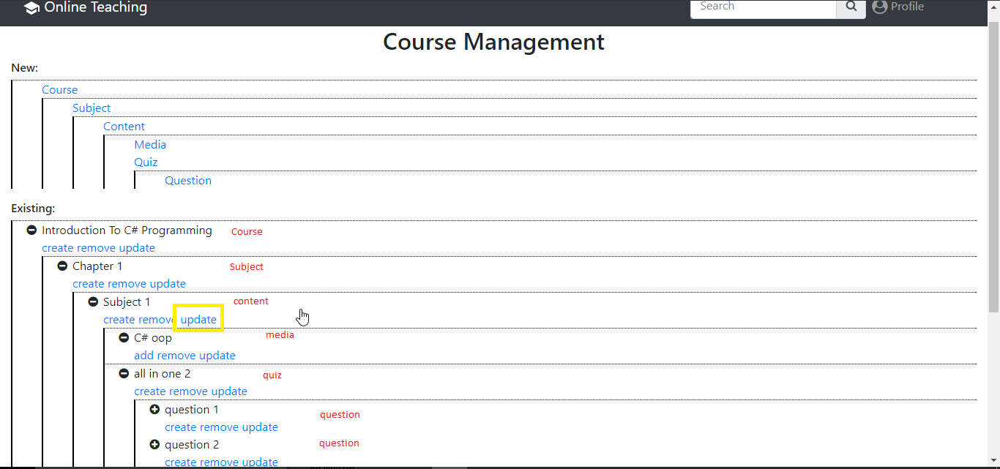 Online Teaching Search Profile
Course Management
New:
Course
Subject
Content
Media
Quiz
Question
Existing:
Introduction To C# Programming Course
create remove update
Chapter 1 Subject
create remove update
Subject 1 content
create remove update
C# oop media
add remove update
all in one 2 quiz
create remove update
question 1 question
create remove update
question 2 question
create remove update